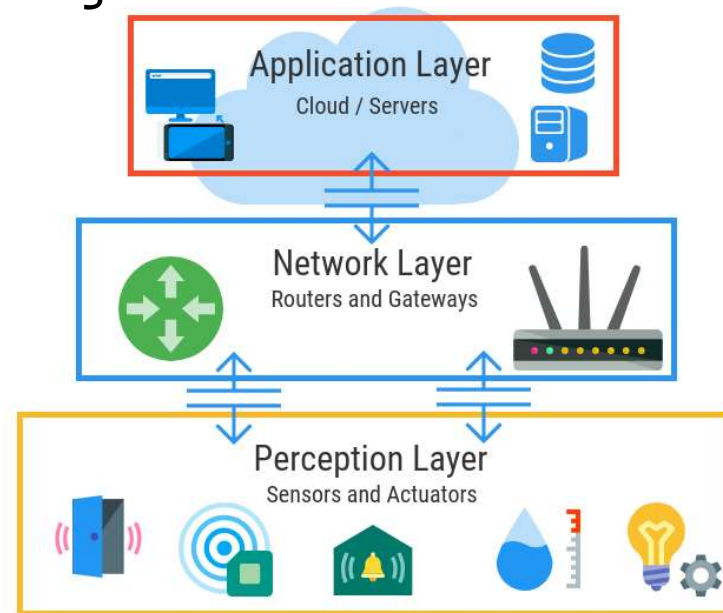 Application Layer
Cloud / Servers
Network Layer
Routers and Gateways
Perception Layer
Sensors and Actuators